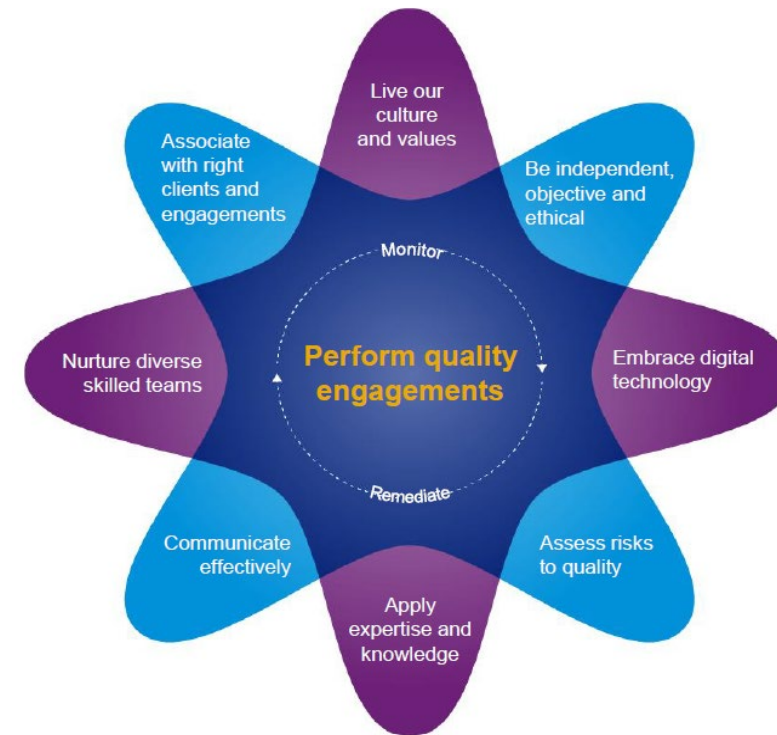 Live our
culture
and values
Be independent,
objective and
ethical
Embrace digital
technology
Assess risks
to quality
Apply
expertise and
knowledge
Communicate
effectively
Nurture diverse
skilled teams
Associate
with right
clients and
engagements
Monitor
Perform quality
engagements
Remediate